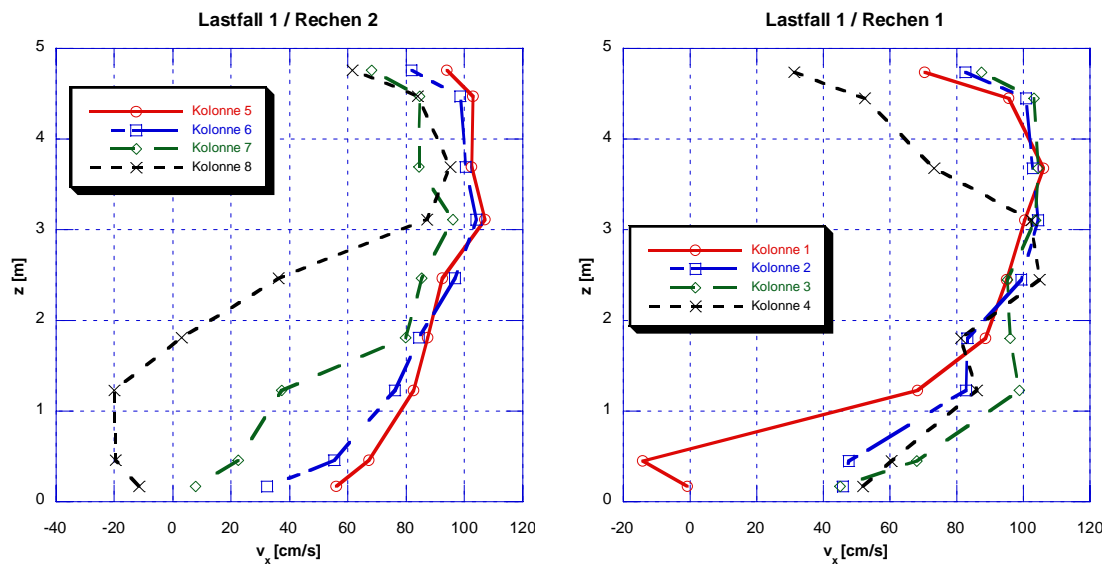 Lastfall 1 / Rechen 2
5
4
3
2
1
0
z [m]
Kolonne 5
Kolonne 6
Kolonne 7
Kolonne 8
-40 -20 0 20 40 60 80 100 120
v_x [cm/s]
Lastfall 1 / Rechen 1
5
4
3
2
1
0
z [m]
Kolonne 1
Kolonne 2
Kolonne 3
Kolonne 4
-20 0 20 40 60 80 100 120
v_x [cm/s]